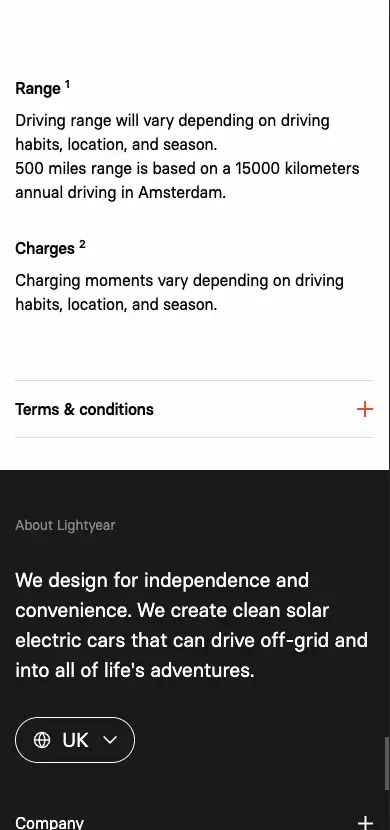 Range 1
Driving range will vary depending on driving
habits, location, and season.
500 miles range is based on a 15000 kilometers
annual driving in Amsterdam.
Charges 2
Charging moments vary depending on driving
habits, location, and season.
Terms & conditions
About Lightyear
We design for independence and
convenience. We create clean solar
electric cars that can drive off-grid and
into all of life's adventures.
UK
Company